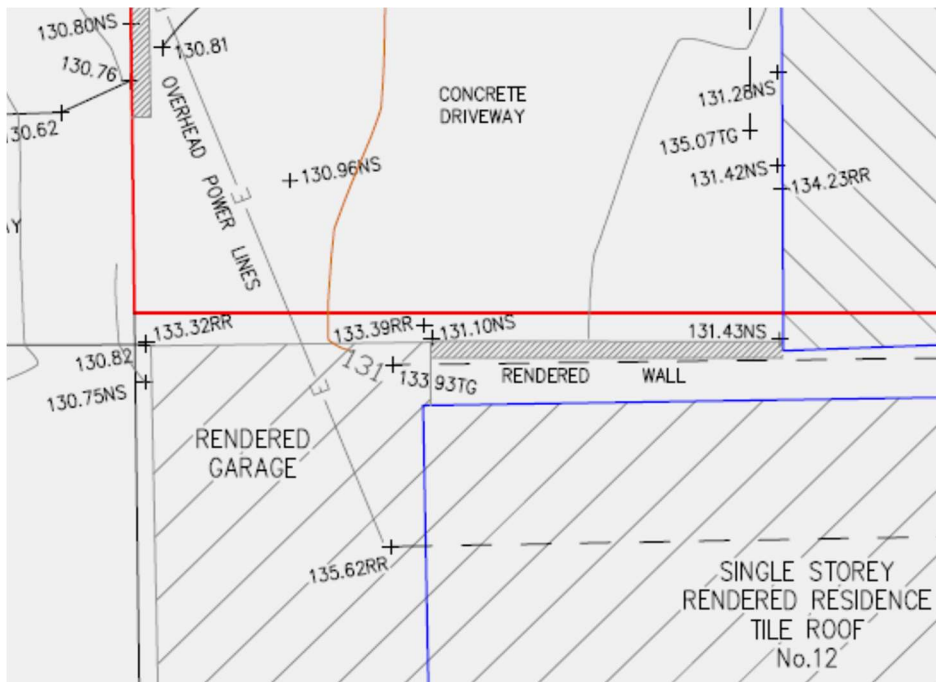 130.80NS
130.81
130.76
130.62
OVERHEAD POWER LINES
E
CONCRETE
DRIVEWAY
131.28NS
135.07TG
131.42NS
134.23RR
130.96NS
133.32RR
133.39RR
131.10NS
131.43NS
130.82
131
133.93TG
RENDERED WALL
130.75NS
E
RENDERED
GARAGE
135.62RR
SINGLE STOREY
RENDERED RESIDENCE
TILE ROOF
No.12